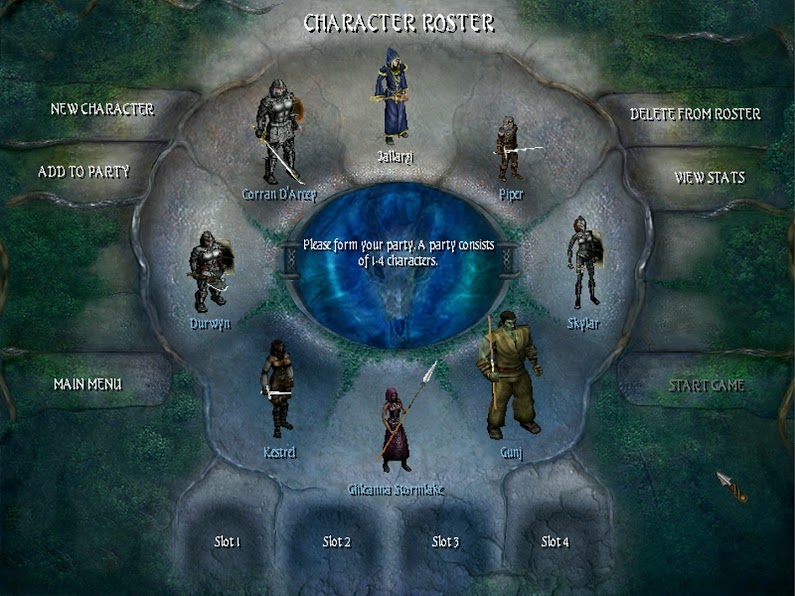 CHARACTER ROSTER
NEW CHARACTER
DELETE FROM ROSTER
ADD TO PARTY
VIEW STATS
Jallargi
Corran D'Arcey
Piper
Please form your party. A party consists
of 1-4 characters.
Durwyn
Skylar
MAIN MENU
START GAME
Kestrel
Gunj
Ghleanna Stormlake
Slot 1
Slot 2
Slot 3
Slot 4